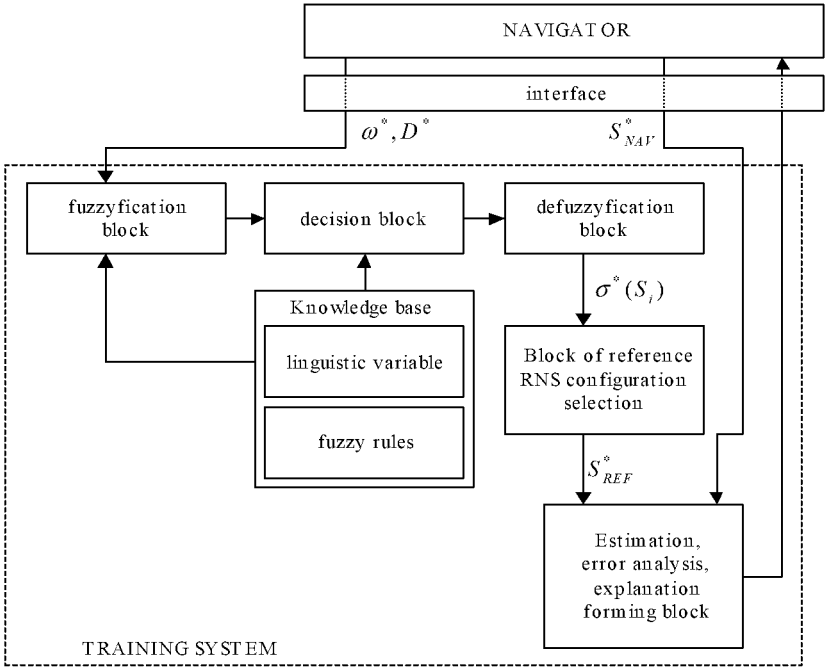 NAVIGATOR
interface
ω*, D*
S*NAV
fuzzyfication
block
decision block
defuzzyfication
block
σ*(Si)
Knowledge base
linguistic variable
fuzzy rules
Block of reference
RNS configuration
selection
S*REF
Estimation,
error analysis,
explanation
forming block
TRAINING SYSTEM